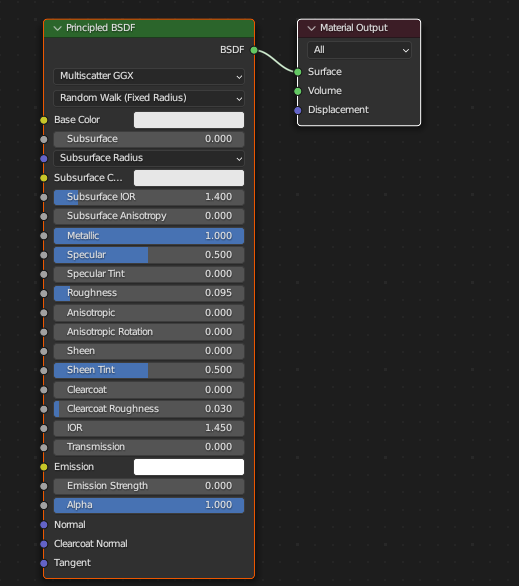 Principled BSDF
BSDF
Multiscatter GGX
Random Walk (Fixed Radius)
Base Color
Subsurface 0.000
Subsurface Radius
Subsurface C...
Subsurface IOR 1.400
Subsurface Anisotropy 0.000
Metallic 1.000
Specular 0.500
Specular Tint 0.000
Roughness 0.095
Anisotropic 0.000
Anisotropic Rotation 0.000
Sheen 0.000
Sheen Tint 0.500
Clearcoat 0.000
Clearcoat Roughness 0.030
IOR 1.450
Transmission 0.000
Emission
Emission Strength 0.000
Alpha 1.000
Normal
Clearcoat Normal
Tangent
Material Output
All
Surface
Volume
Displacement